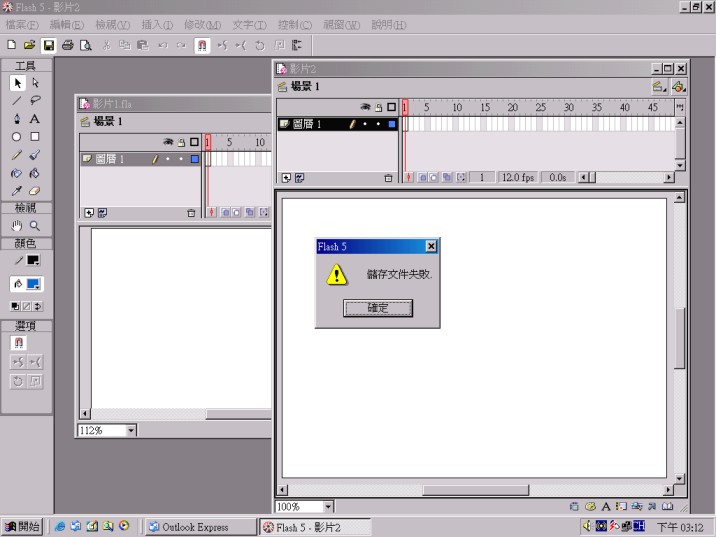 Flash 5 - 影片2
檔案(F) 編輯(E) 檢視(V) 插入(I) 修改(M) 文字(T) 控制(C) 視窗(W) 說明(H)
工具
檢視
顏色
選項
影片1.fla
場景 1
1 5 10
圖層 1
112%
影片2
場景 1
1 5 10 15 20 25 30 35 40 45
圖層 1
1 12.0 fps 0.0s
Flash 5
儲存文件失敗.
確定
100%
開始
Outlook Express
Flash 5 - 影片2
下午 03:12